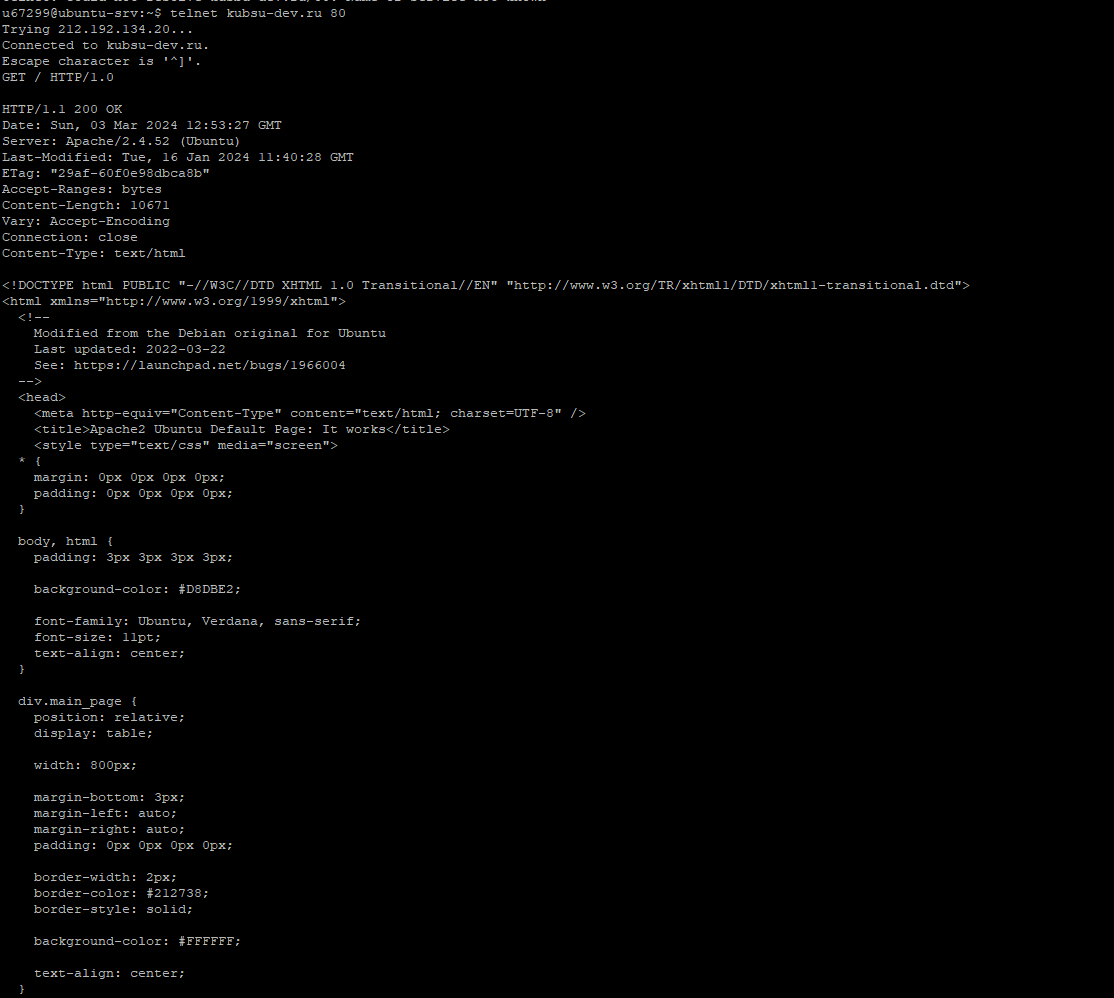 u67299@ubuntu-srv:~$ telnet kubsu-dev.ru 80
Trying 212.192.134.20...
Connected to kubsu-dev.ru.
Escape character is '^]'.
GET / HTTP/1.0

HTTP/1.1 200 OK
Date: Sun, 03 Mar 2024 12:53:27 GMT
Server: Apache/2.4.52 (Ubuntu)
Last-Modified: Tue, 16 Jan 2024 11:40:28 GMT
ETag: "29af-60f0e98dbca8b"
Accept-Ranges: bytes
Content-Length: 10671
Vary: Accept-Encoding
Connection: close
Content-Type: text/html

<!DOCTYPE html PUBLIC "-//W3C//DTD XHTML 1.0 Transitional//EN" "http://www.w3.org/TR/xhtml1/DTD/xhtml1-transitional.dtd">
<html xmlns="http://www.w3.org/1999/xhtml">
  <!--
    Modified from the Debian original for Ubuntu
    Last updated: 2022-03-22
    See: https://launchpad.net/bugs/1966004
  -->
  <head>
    <meta http-equiv="Content-Type" content="text/html; charset=UTF-8" />
    <title>Apache2 Ubuntu Default Page: It works</title>
    <style type="text/css" media="screen">
  * {
    margin: 0px 0px 0px 0px;
    padding: 0px 0px 0px 0px;
  }

  body, html {
    padding: 3px 3px 3px 3px;

    background-color: #D8DBE2;

    font-family: Ubuntu, Verdana, sans-serif;
    font-size: 11pt;
    text-align: center;
  }

  div.main_page {
    position: relative;
    display: table;

    width: 800px;

    margin-bottom: 3px;
    margin-left: auto;
    margin-right: auto;
    padding: 0px 0px 0px 0px;

    border-width: 2px;
    border-color: #212738;
    border-style: solid;

    background-color: #FFFFFF;

    text-align: center;
  }